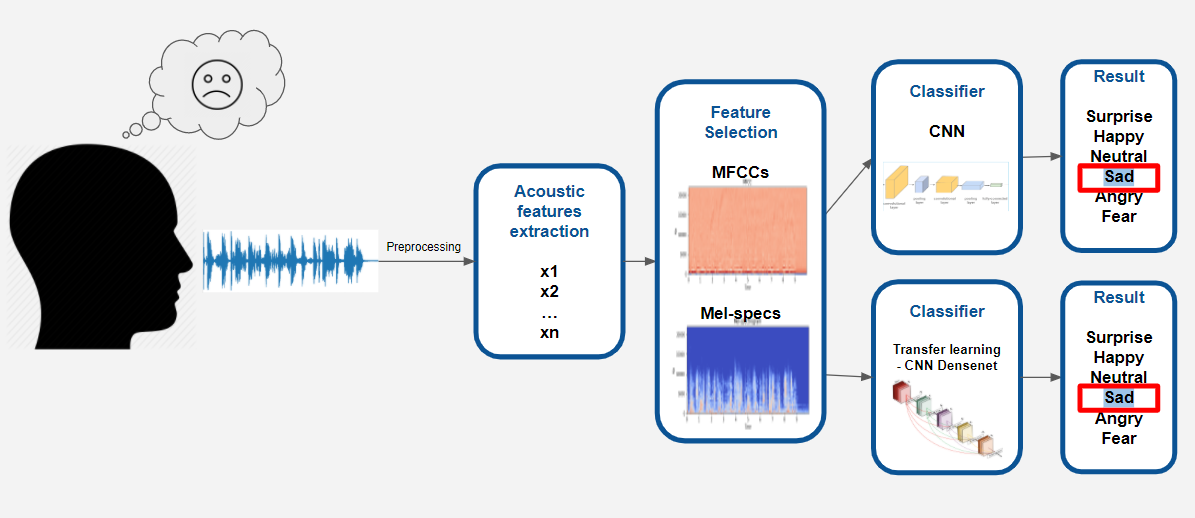 Preprocessing
Acoustic
features
extraction
x1
x2
...
xn
Feature
Selection
MFCCs
Mel-specs
Classifier
CNN
Result
Surprise
Happy
Neutral
Sad
Angry
Fear
Classifier
Transfer learning
- CNN Densenet
Result
Surprise
Happy
Neutral
Sad
Angry
Fear